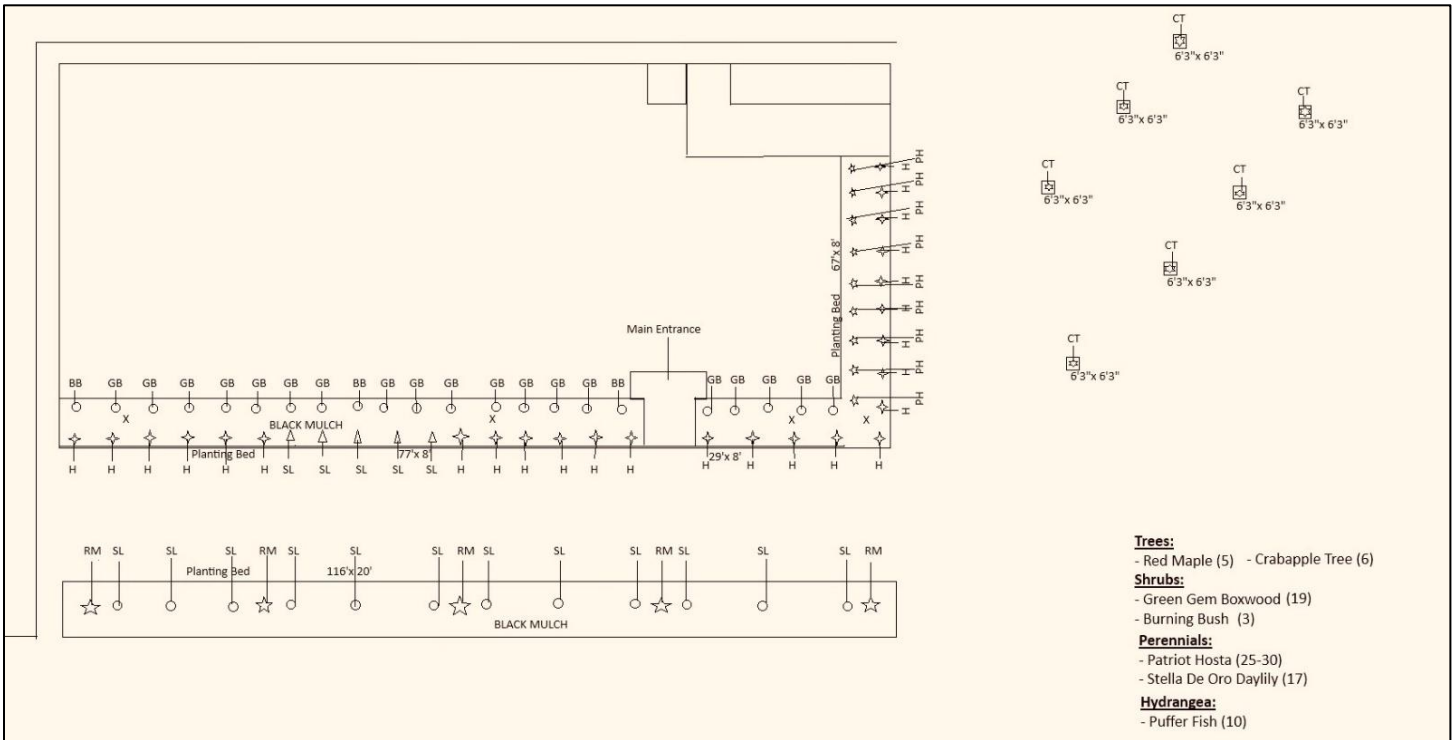 CT
6'3"x 6'3"
CT
6'3"x 6'3"
CT
6'3"x 6'3"
CT
6'3"x 6'3"
CT
6'3"x 6'3"
CT
6'3"x 6'3"
CT
6'3"x 6'3"
PH
H
PH
H
PH
H
PH
H
PH
H
PH
H
PH
H
PH
H
PH
H
67'x 8'
Planting Bed
Main Entrance
BB GB GB GB GB GB GB GB BB GB GB GB GB GB GB GB BB GB GB GB GB GB
X X X X
BLACK MULCH
Planting Bed 77'x 8' 29'x 8'
H H H H H H SL SL SL SL SL H H H H H H H H H H H
RM SL SL SL RM SL SL SL RM SL SL SL RM SL SL SL RM
Planting Bed 116'x 20'
BLACK MULCH
Trees:
- Red Maple (5) - Crabapple Tree (6)
Shrubs:
- Green Gem Boxwood (19)
- Burning Bush (3)
Perennials:
- Patriot Hosta (25-30)
- Stella De Oro Daylily (17)
Hydrangea:
- Puffer Fish (10)